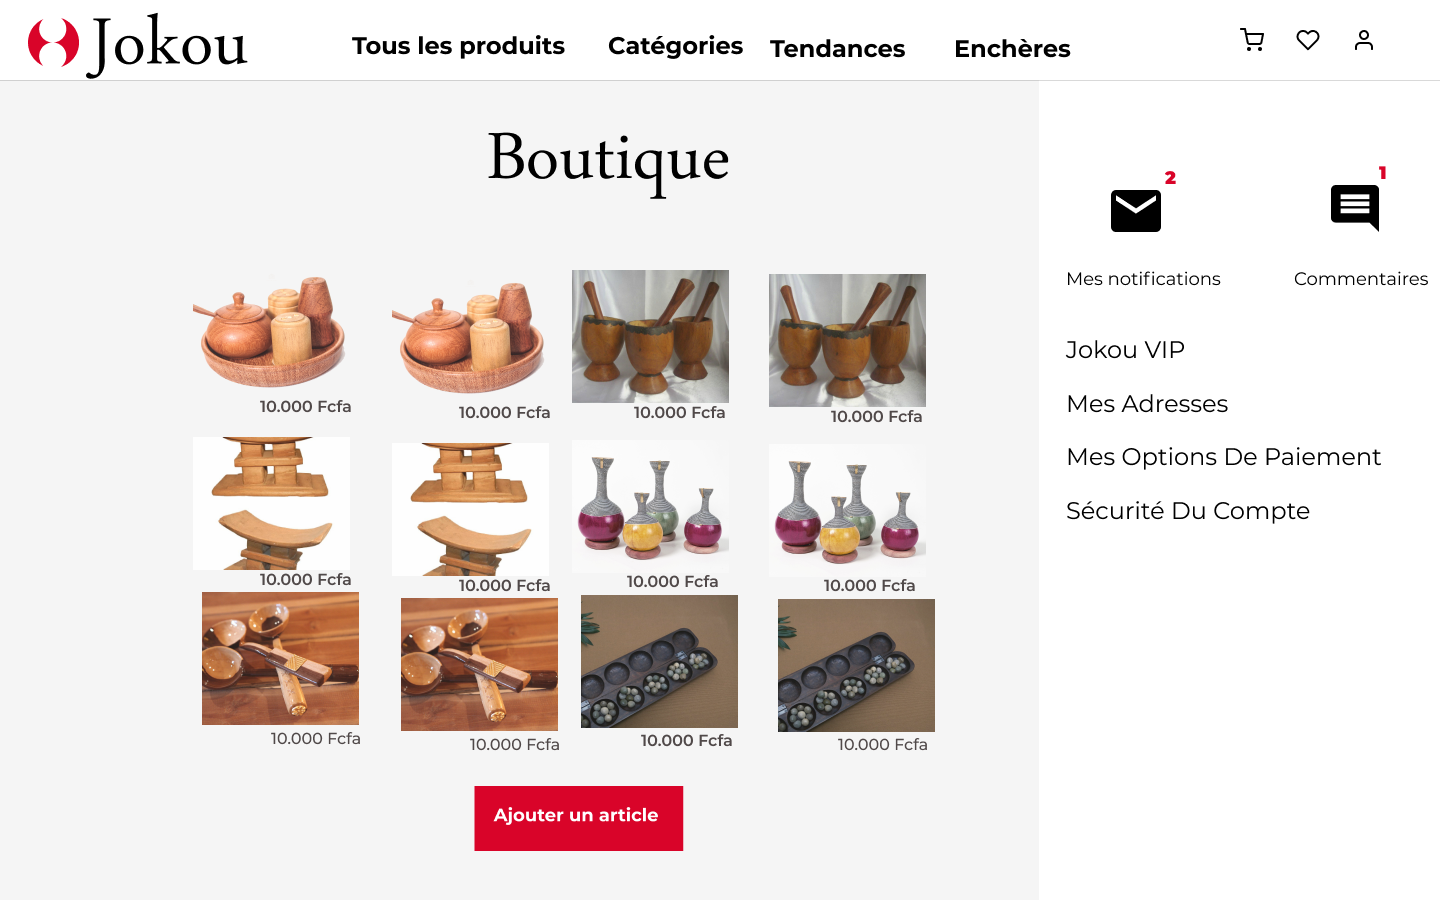 Jokou
Tous les produits
Catégories
Tendances
Enchères
Boutique
2
1
Mes notifications
Commentaires
Jokou VIP
Mes Adresses
Mes Options De Paiement
Sécurité Du Compte
10.000 Fcfa
10.000 Fcfa
10.000 Fcfa
10.000 Fcfa
10.000 Fcfa
10.000 Fcfa
10.000 Fcfa
10.000 Fcfa
10.000 Fcfa
10.000 Fcfa
10.000 Fcfa
10.000 Fcfa
Ajouter un article